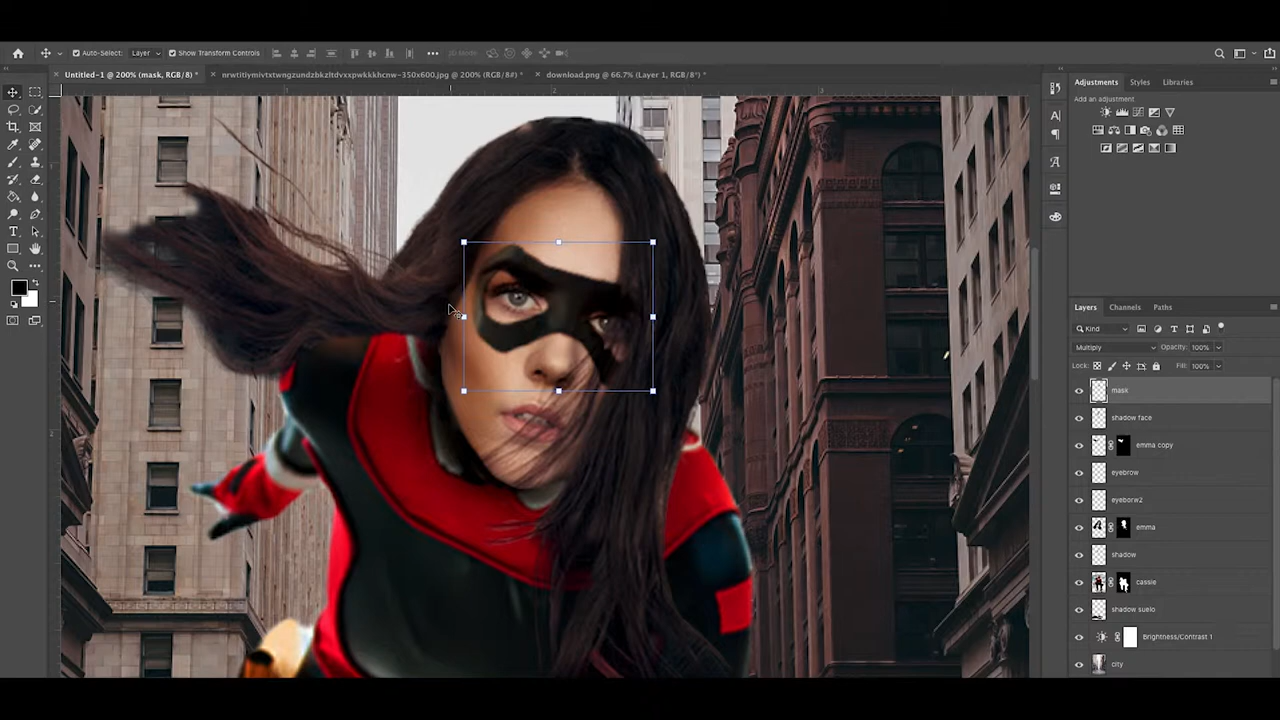 Auto-Select: Layer Show Transform Controls 3D Mode:
Untitled-1 @ 200% (mask, RGB/8) * nrwtitiymivtxtwngzundzbkzltdvxxpwkkkhcnw-350x600.jpg @ 200% (RGB/8#) * download.png @ 66.7% (Layer 1, RGB/8*) *
Adjustments Styles Libraries
Add an adjustment
Layers Channels Paths
Kind
Multiply Opacity: 100%
Lock: Fill: 100%
mask
shadow face
emma copy
eyebrow
eyeborw2
emma
shadow
cassie
shadow suelo
Brightness/Contrast 1
city